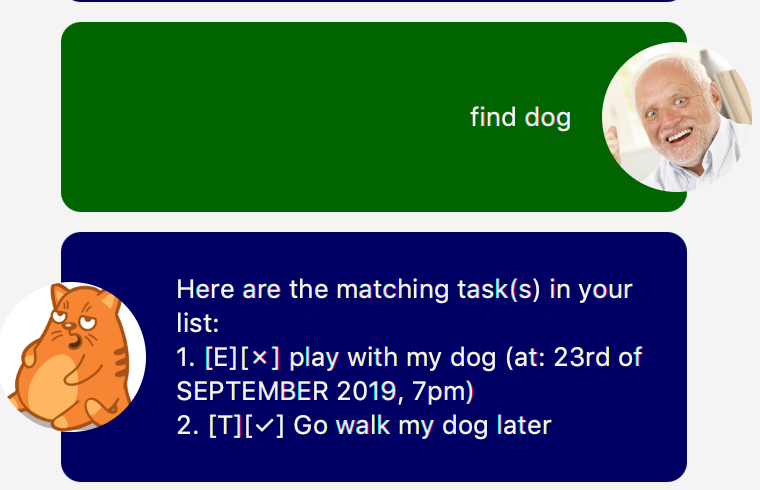 find dog
Here are the matching task(s) in your
list:
1. [E][×] play with my dog (at: 23rd of
SEPTEMBER 2019, 7pm)
2. [T][✓] Go walk my dog later